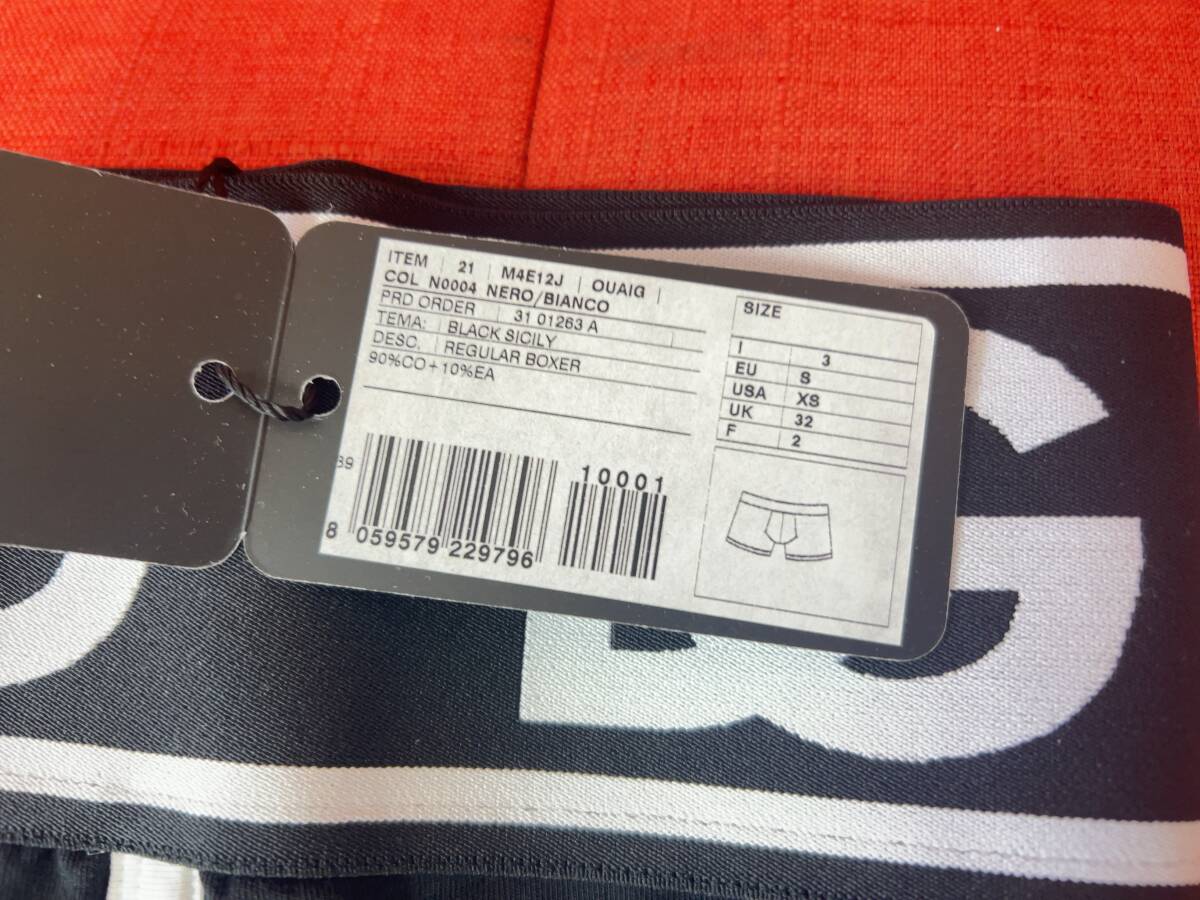 ITEM 21 M4E12J OUAIG
COL N0004 NERO/BIANCO
PRD ORDER 31 01263 A
TEMA: BLACK SICILY
DESC. REGULAR BOXER
90%CO+10%EA
SIZE
I 3
EU S
USA XS
UK 32
F 2
39
10001
8 059579 229796
DG